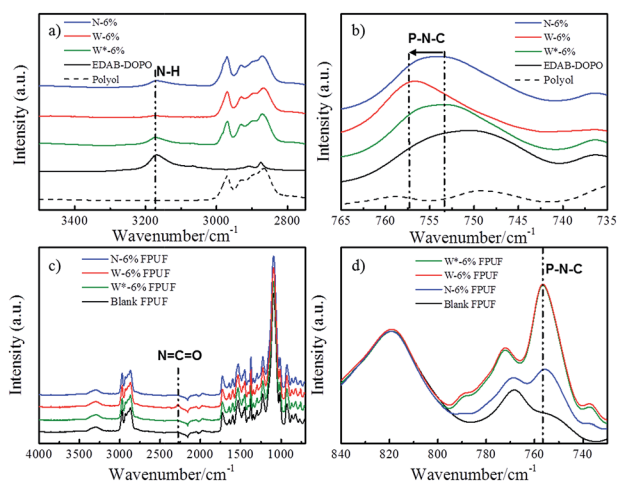 a)
N-H
N-6%
W-6%
W*-6%
EDAB-DOPO
Polyol
Intensity (a.u.)
3400 3200 3000 2800
Wavenumber/cm-1
b)
P-N-C
N-6%
W-6%
W*-6%
EDAB-DOPO
Polyol
Intensity (a.u.)
765 760 755 750 745 740 735
Wavenumber/cm-1
c)
N-6% FPUF
W-6% FPUF
W*-6% FPUF
Blank FPUF
N=C=O
Intensity (a.u.)
4000 3500 3000 2500 2000 1500 1000
Wavenumber/cm-1
d)
W*-6% FPUF
W-6% FPUF
N-6% FPUF
Blank FPUF
P-N-C
Intensity (a.u.)
840 820 800 780 760 740
Wavenumber/cm-1